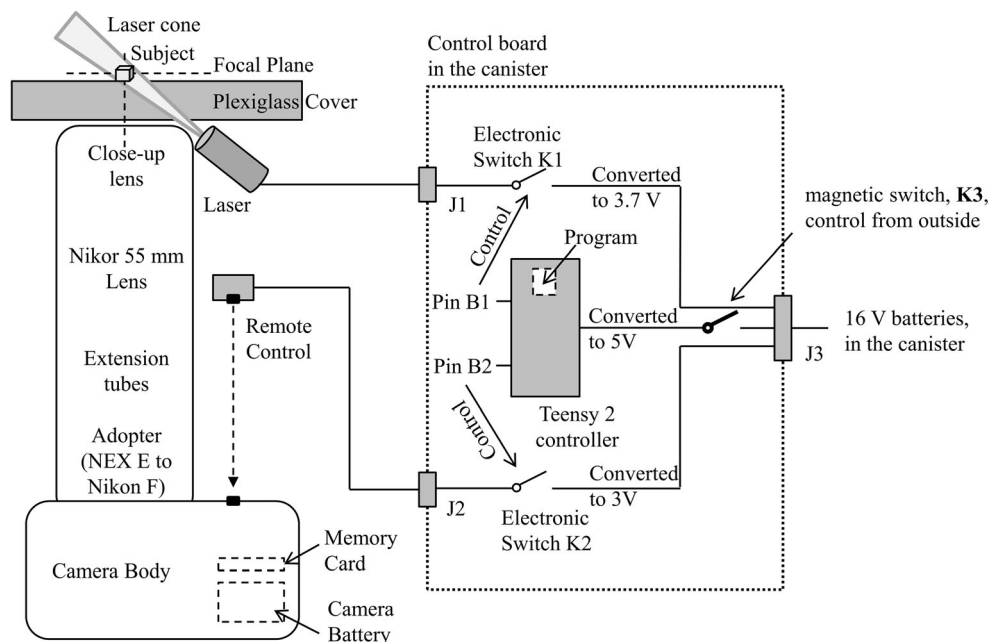 Laser cone
Subject
Focal Plane
Plexiglass Cover
Close-up
lens
Laser
Nikor 55 mm
Lens
Remote
Control
Extension
tubes
Adopter
(NEX E to
Nikon F)
Camera Body
Memory
Card
Camera
Battery
Control board
in the canister
Electronic
Switch K1
J1
Converted
to 3.7 V
Control
Program
Pin B1
Converted
to 5V
Pin B2
Control
Teensy 2
controller
J2
Converted
to 3V
Electronic
Switch K2
magnetic switch, K3,
control from outside
16 V batteries,
in the canister
J3